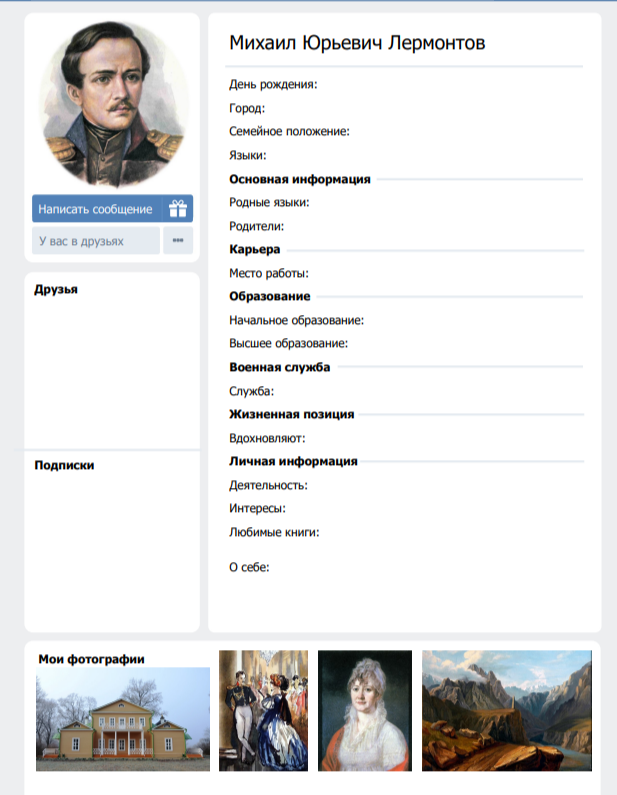 Михаил Юрьевич Лермонтов
День рождения:
Город:
Семейное положение:
Языки:
Основная информация
Родные языки:
Родители:
Карьера
Место работы:
Образование
Начальное образование:
Высшее образование:
Военная служба
Служба:
Жизненная позиция
Вдохновляют:
Личная информация
Деятельность:
Интересы:
Любимые книги:
О себе:
Написать сообщение
У вас в друзьях
Друзья
Подписки
Мои фотографии